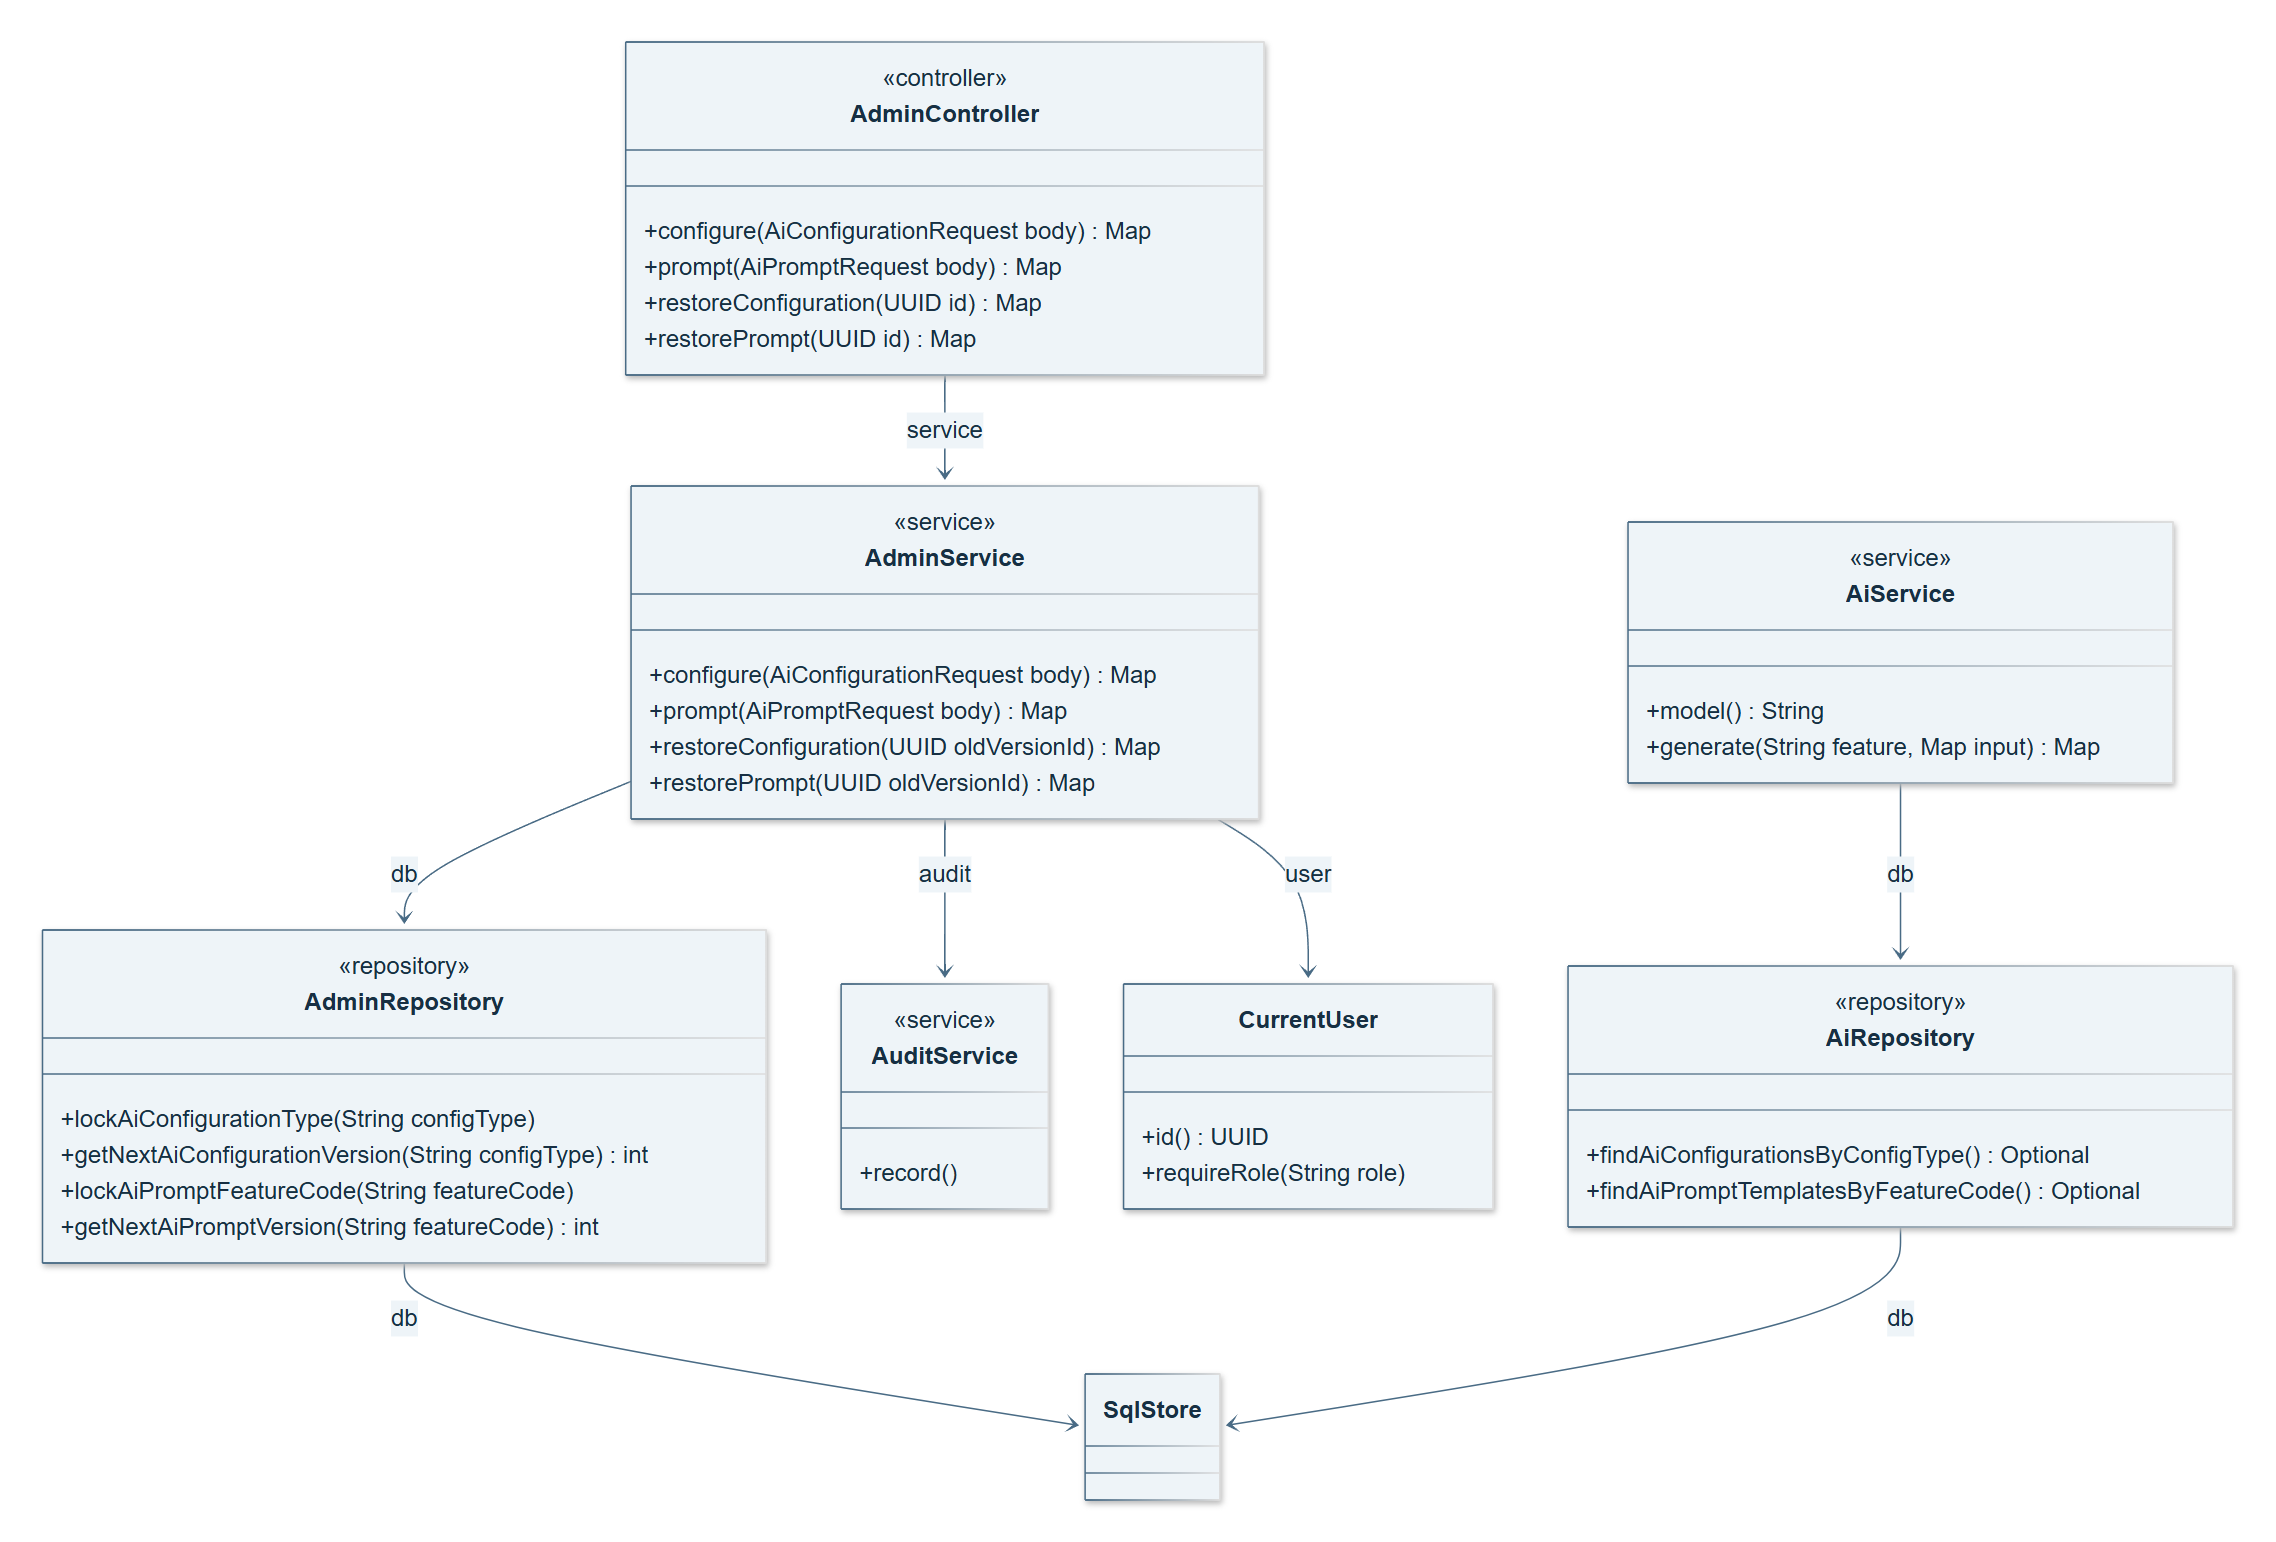 «controller»
AdminController
+configure(AiConfigurationRequest body) : Map
+prompt(AiPromptRequest body) : Map
+restoreConfiguration(UUID id) : Map
+restorePrompt(UUID id) : Map
service
«service»
AdminService
+configure(AiConfigurationRequest body) : Map
+prompt(AiPromptRequest body) : Map
+restoreConfiguration(UUID oldVersionId) : Map
+restorePrompt(UUID oldVersionId) : Map
«service»
AiService
+model() : String
+generate(String feature, Map input) : Map
db
audit
user
db
«repository»
AdminRepository
+lockAiConfigurationType(String configType)
+getNextAiConfigurationVersion(String configType) : int
+lockAiPromptFeatureCode(String featureCode)
+getNextAiPromptVersion(String featureCode) : int
«service»
AuditService
+record()
CurrentUser
+id() : UUID
+requireRole(String role)
«repository»
AiRepository
+findAiConfigurationsByConfigType() : Optional
+findAiPromptTemplatesByFeatureCode() : Optional
db
db
SqlStore